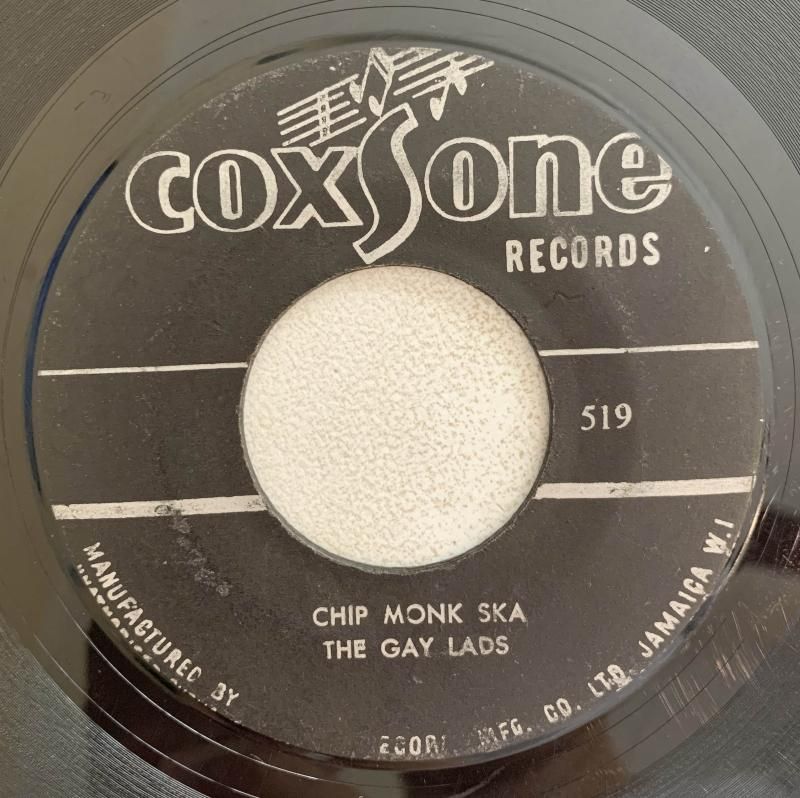 coxSone
RECORDS
519
CHIP MONK SKA
THE GAY LADS
MANUFACTURED BY
MFG. CO. LTD. JAMAICA W.I